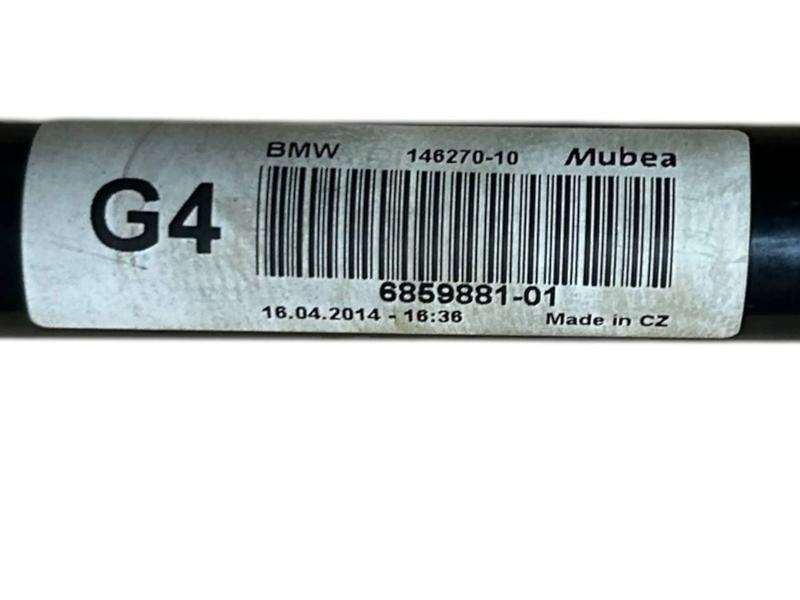 BMW 146270-10 Mubea
G4
6859881-01
16.04.2014 - 16:36 Made in CZ